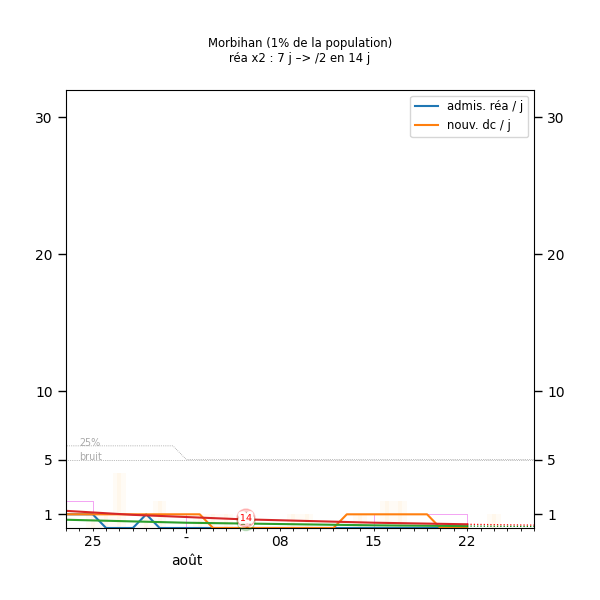 Morbihan (1% de la population)
réa x2 : 7 j –> /2 en 14 j
admis. réa / j
nouv. dc / j
30 30
20 20
10 10
25%
5 5
bruit
14
1 1
25 - 08 15 22
août